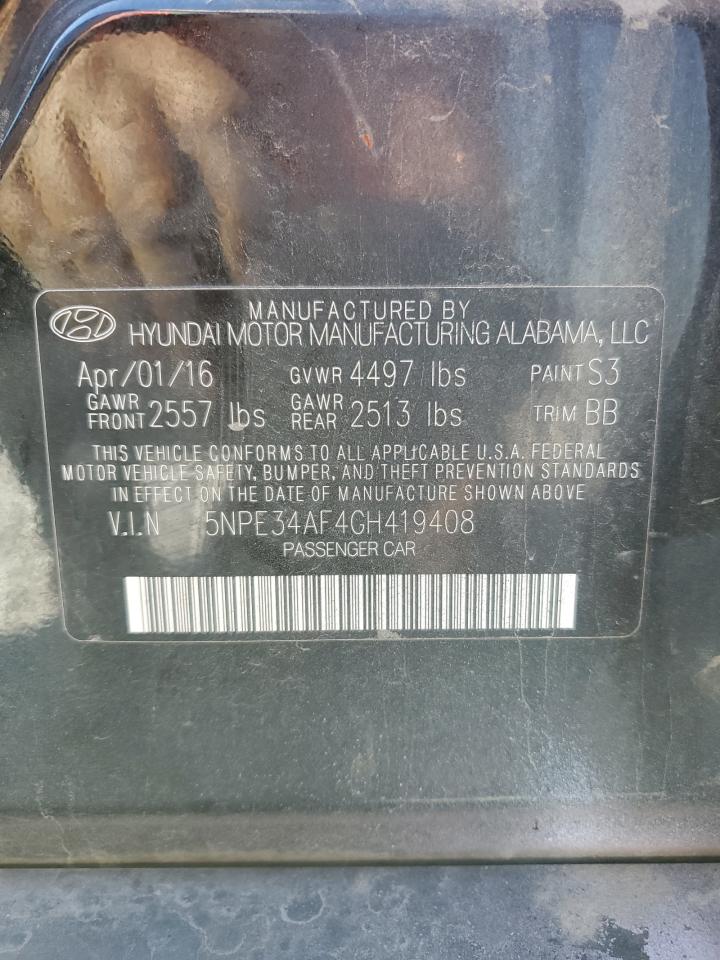 MANUFACTURED BY
HYUNDAI MOTOR MANUFACTURING ALABAMA, LLC
Apr/01/16 GVWR 4497 lbs PAINT S3
GAWR FRONT 2557 lbs GAWR REAR 2513 lbs TRIM BB
THIS VEHICLE CONFORMS TO ALL APPLICABLE U.S.A. FEDERAL
MOTOR VEHICLE SAFETY, BUMPER, AND THEFT PREVENTION STANDARDS
IN EFFECT ON THE DATE OF MANUFACTURE SHOWN ABOVE
V.I.N 5NPE34AF4GH419408
PASSENGER CAR